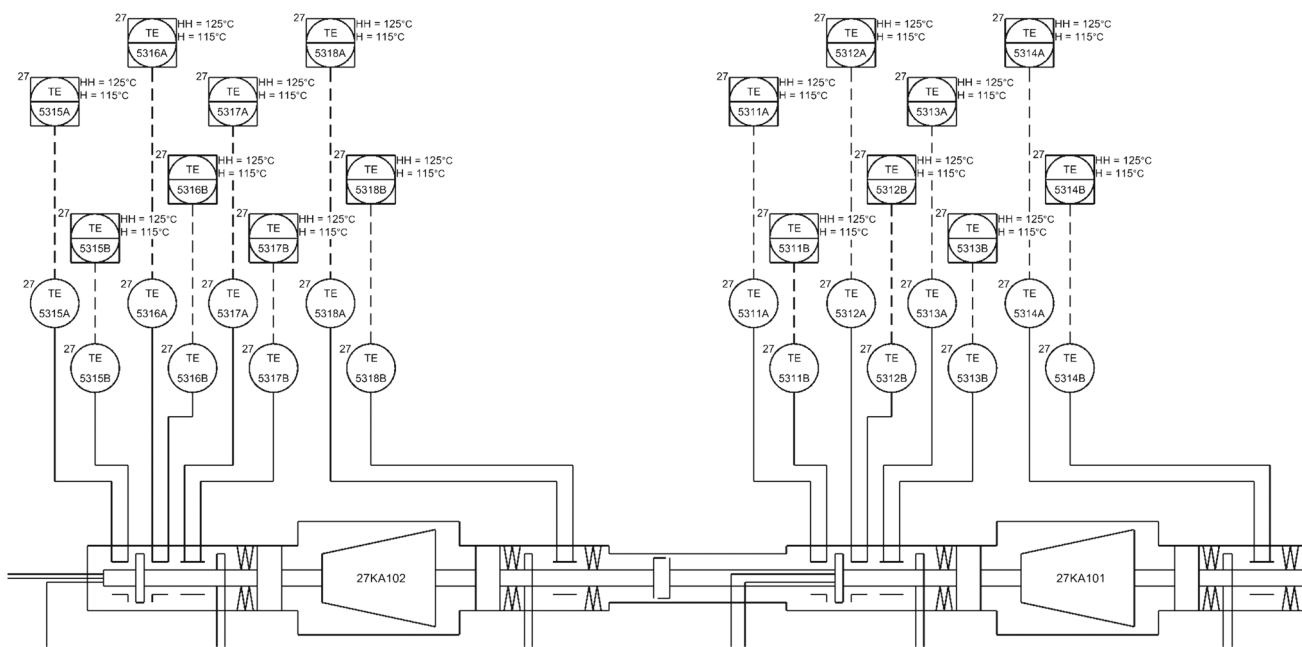 27 TE 5316A HH = 125°C
H = 115°C
27 TE 5318A HH = 125°C
H = 115°C
27 TE 5312A HH = 125°C
H = 115°C
27 TE 5314A HH = 125°C
H = 115°C
27 TE 5315A HH = 125°C
H = 115°C
27 TE 5317A HH = 125°C
H = 115°C
27 TE 5311A HH = 125°C
H = 115°C
27 TE 5313A HH = 125°C
H = 115°C
27 TE 5316B HH = 125°C
H = 115°C
27 TE 5318B HH = 125°C
H = 115°C
27 TE 5312B HH = 125°C
H = 115°C
27 TE 5314B HH = 125°C
H = 115°C
27 TE 5315B HH = 125°C
H = 115°C
27 TE 5317B HH = 125°C
H = 115°C
27 TE 5311B HH = 125°C
H = 115°C
27 TE 5313B HH = 125°C
H = 115°C
27 TE 5315A
27 TE 5316A
27 TE 5317A
27 TE 5318A
27 TE 5311A
27 TE 5312A
27 TE 5313A
27 TE 5314A
27 TE 5315B
27 TE 5316B
27 TE 5317B
27 TE 5318B
27 TE 5311B
27 TE 5312B
27 TE 5313B
27 TE 5314B
27KA102
27KA101